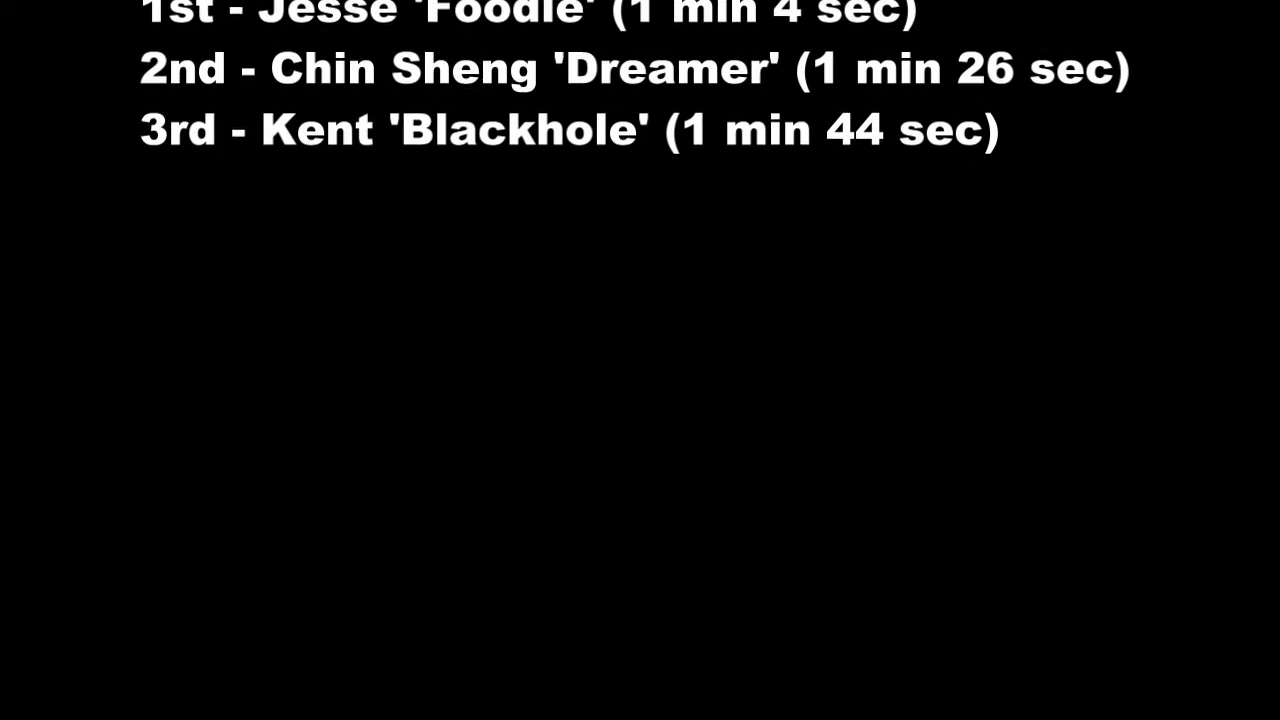 1st - Jesse 'Foodie' (1 min 4 sec)
2nd - Chin Sheng 'Dreamer' (1 min 26 sec)
3rd - Kent 'Blackhole' (1 min 44 sec)